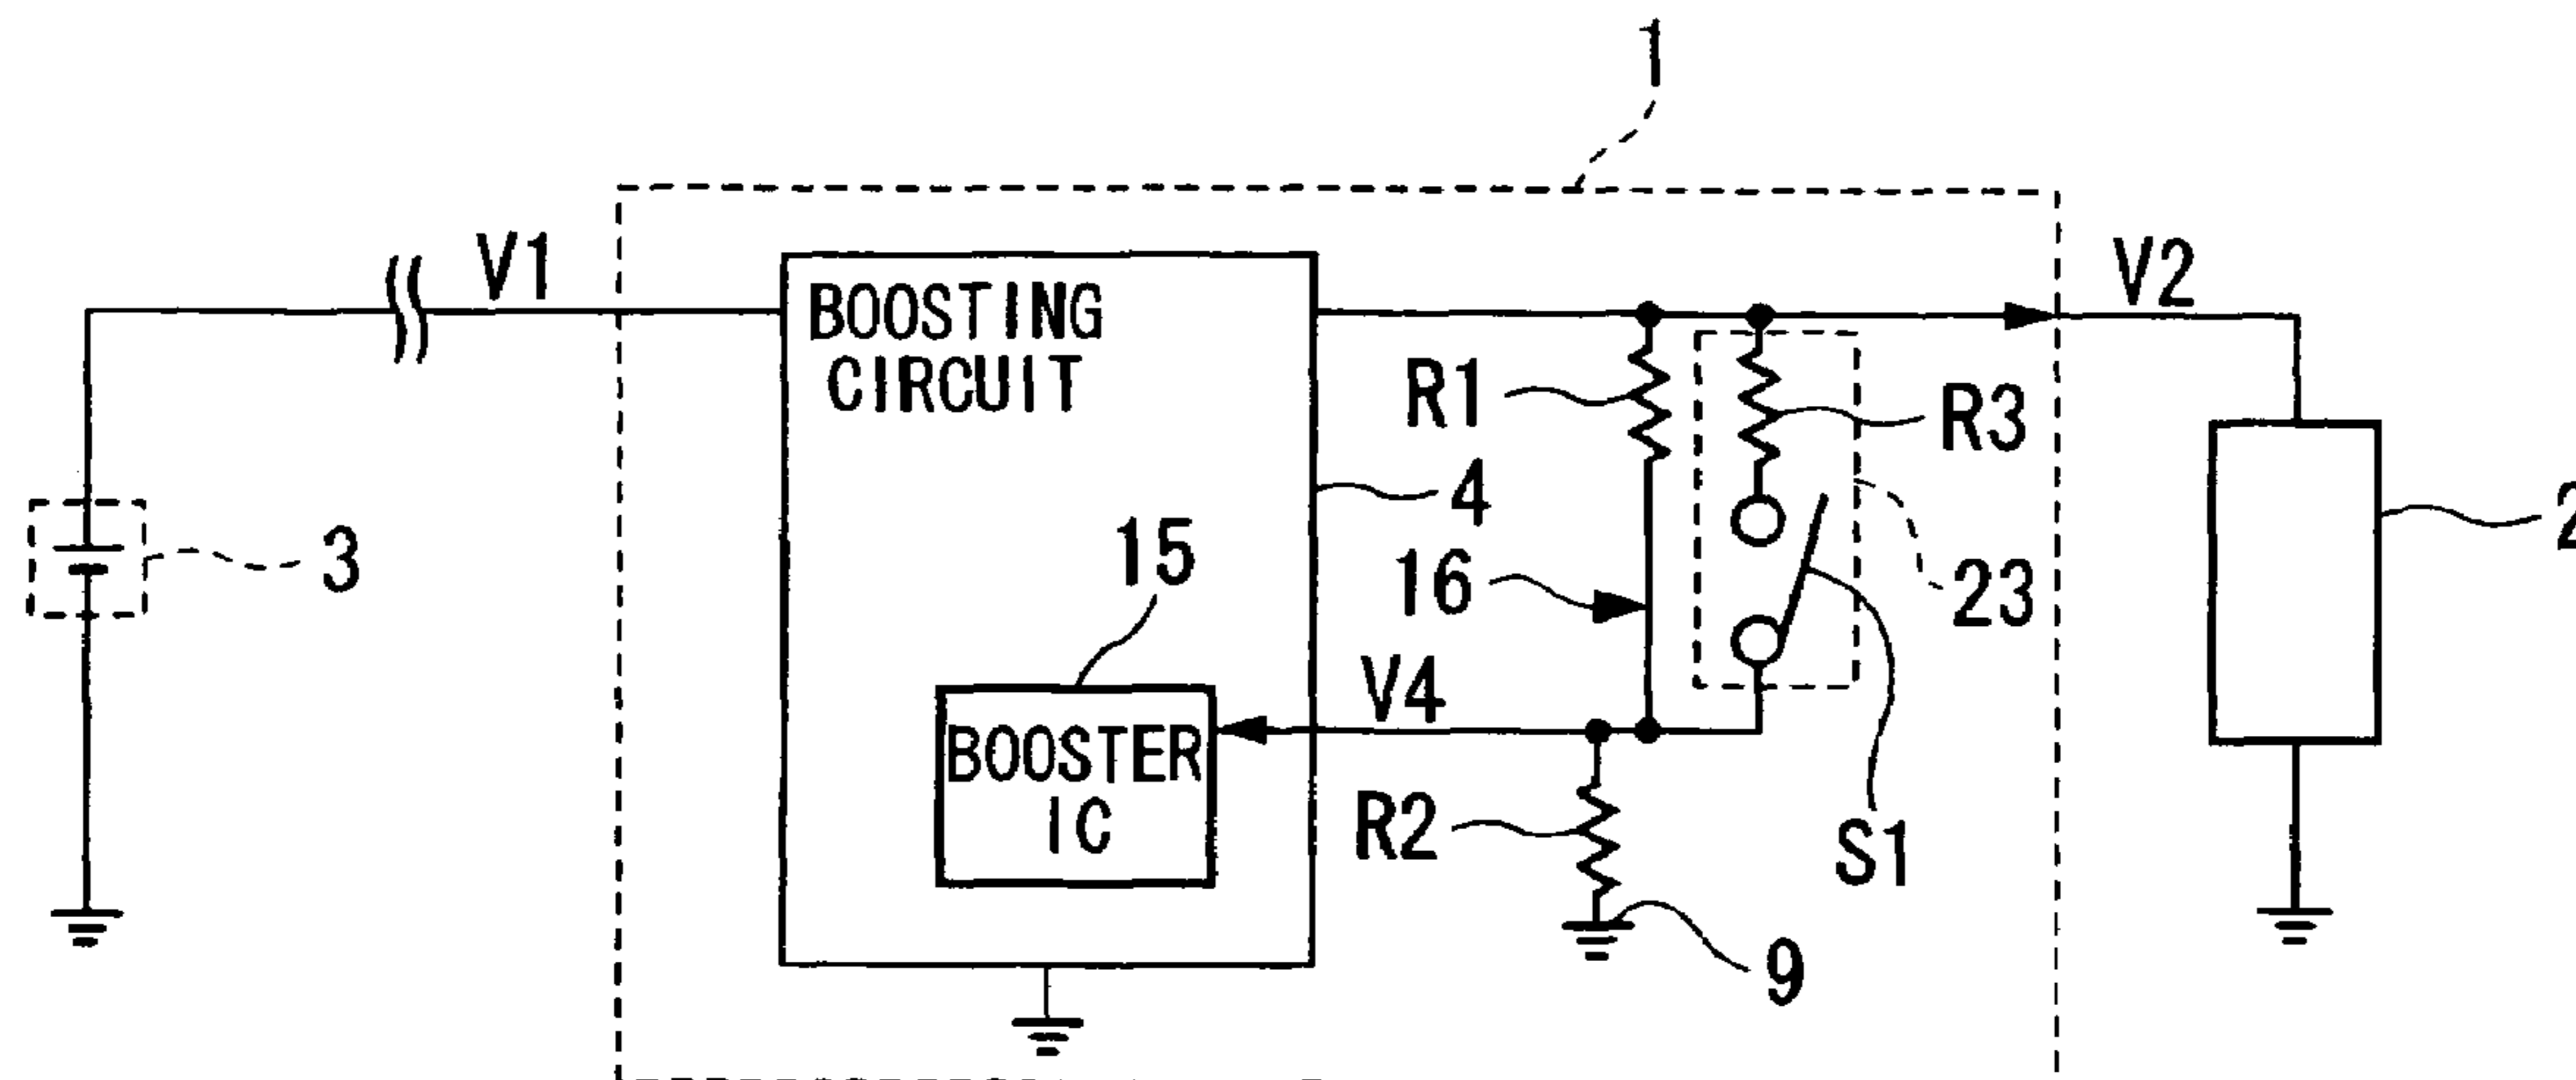 1
V1
V2
BOOSTING
CIRCUIT
R1
R3
4
2
3
15
16
23
V4
BOOSTER
IC
R2
S1
9